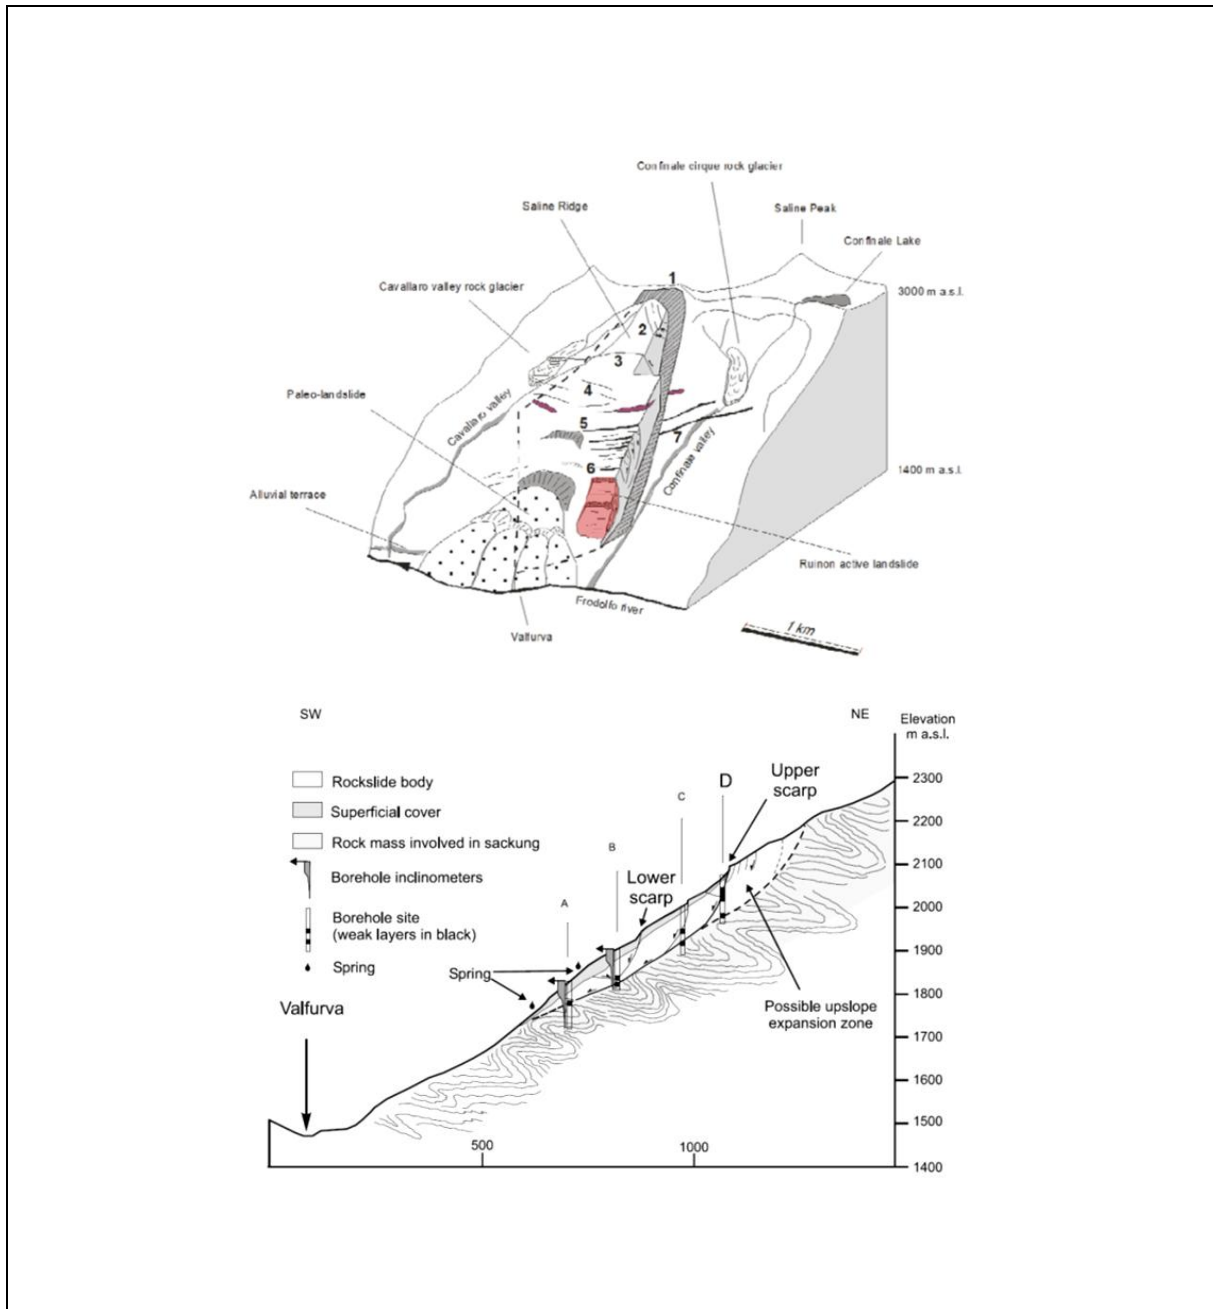 Confinale cirque rock glacier
Saline Ridge
Saline Peak
Confinale Lake
Cavallaro valley rock glacier
1
3000 m a.s.l.
2
3
Paleo-landslide
4
Cavallaro valley
5
7
6
Confinale valley
1400 m a.s.l.
Alluvial terrace
Ruinon active landslide
Frodolfo river
Valfurva
1 km
SW
NE
Elevation
m a.s.l.
Rockslide body
Superficial cover
Rock mass involved in sackung
Borehole inclinometers
Borehole site
(weak layers in black)
Spring
Valfurva
Spring
A
B
Lower
scarp
C
D
Upper
scarp
Possible upslope
expansion zone
2300
2200
2100
2000
1900
1800
1700
1600
1500
1400
500
1000